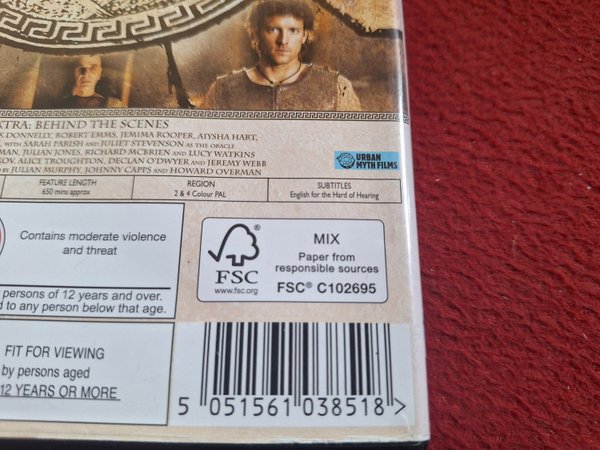 XTRA: BEHIND THE SCENES
DONNELLY, ROBERT EMMS, JEMIMA ROOPER, AIYSHA HART,
WITH SARAH PARISH AND JULIET STEVENSON AS THE ORACLE
MAN, JULIAN JONES, RICHARD MCBRIEN AND LUCY WATKINS
KOV, ALICE TROUGHTON, DECLAN O'DWYER AND JEREMY WEBB
BY JULIAN MURPHY, JOHNNY CAPPS AND HOWARD OVERMAN
URBAN
MYTH FILMS
FEATURE LENGTH
650 mins approx
REGION
2 & 4 Colour PAL
SUBTITLES
English for the Hard of Hearing
Contains moderate violence
and threat
persons of 12 years and over.
d to any person below that age.
FSC
www.fsc.org
MIX
Paper from
responsible sources
FSC® C102695
FIT FOR VIEWING
by persons aged
12 YEARS OR MORE
5 051561 038518 >